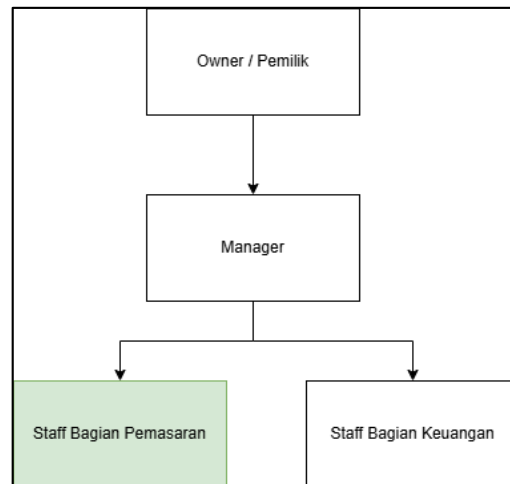 Owner / Pemilik
Manager
Staff Bagian Pemasaran
Staff Bagian Keuangan